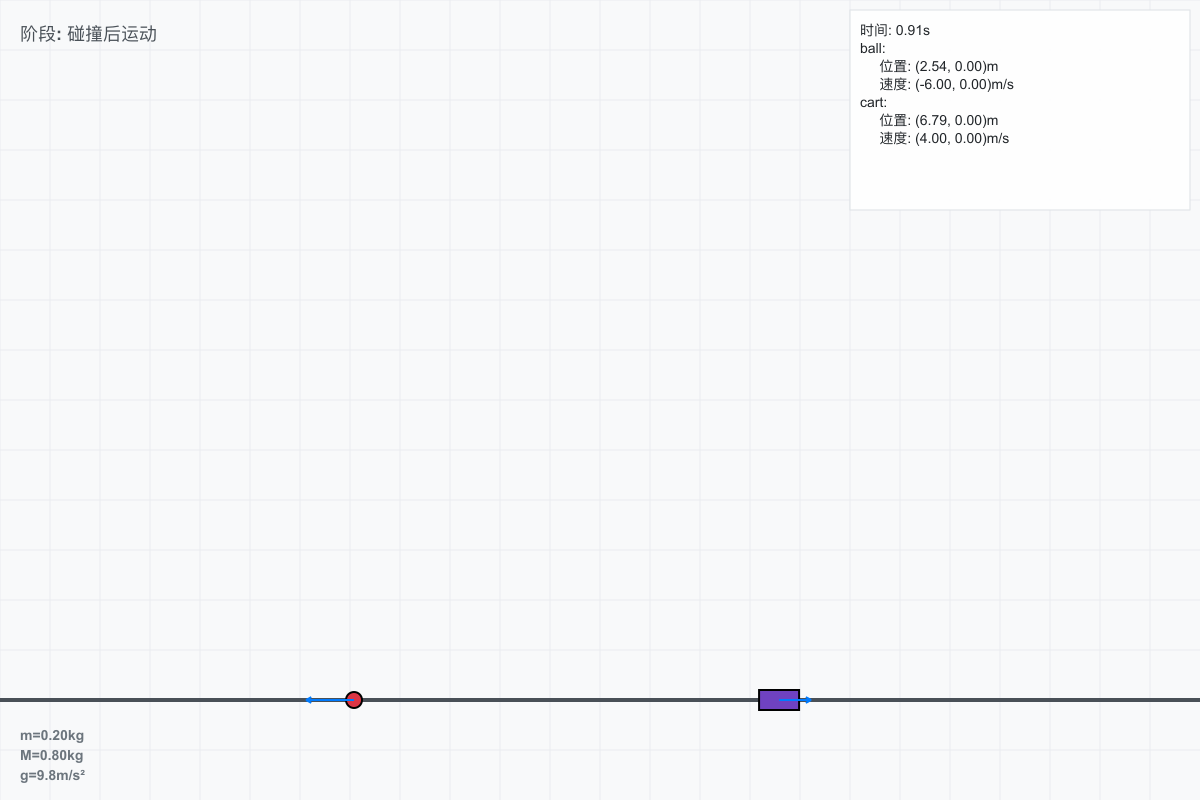 阶段: 碰撞后运动
时间: 0.91s
ball:
位置: (2.54, 0.00)m
速度: (-6.00, 0.00)m/s
cart:
位置: (6.79, 0.00)m
速度: (4.00, 0.00)m/s
m=0.20kg
M=0.80kg
g=9.8m/s²